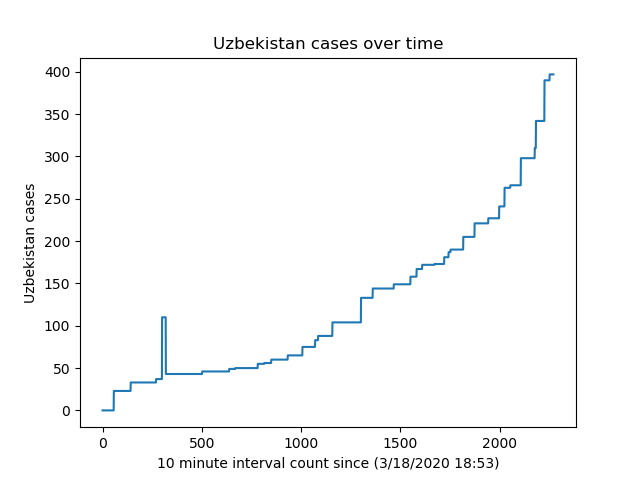 Uzbekistan cases over time
400
350
300
250
200
150
100
50
0
Uzbekistan cases
0 500 1000 1500 2000
10 minute interval count since (3/18/2020 18:53)